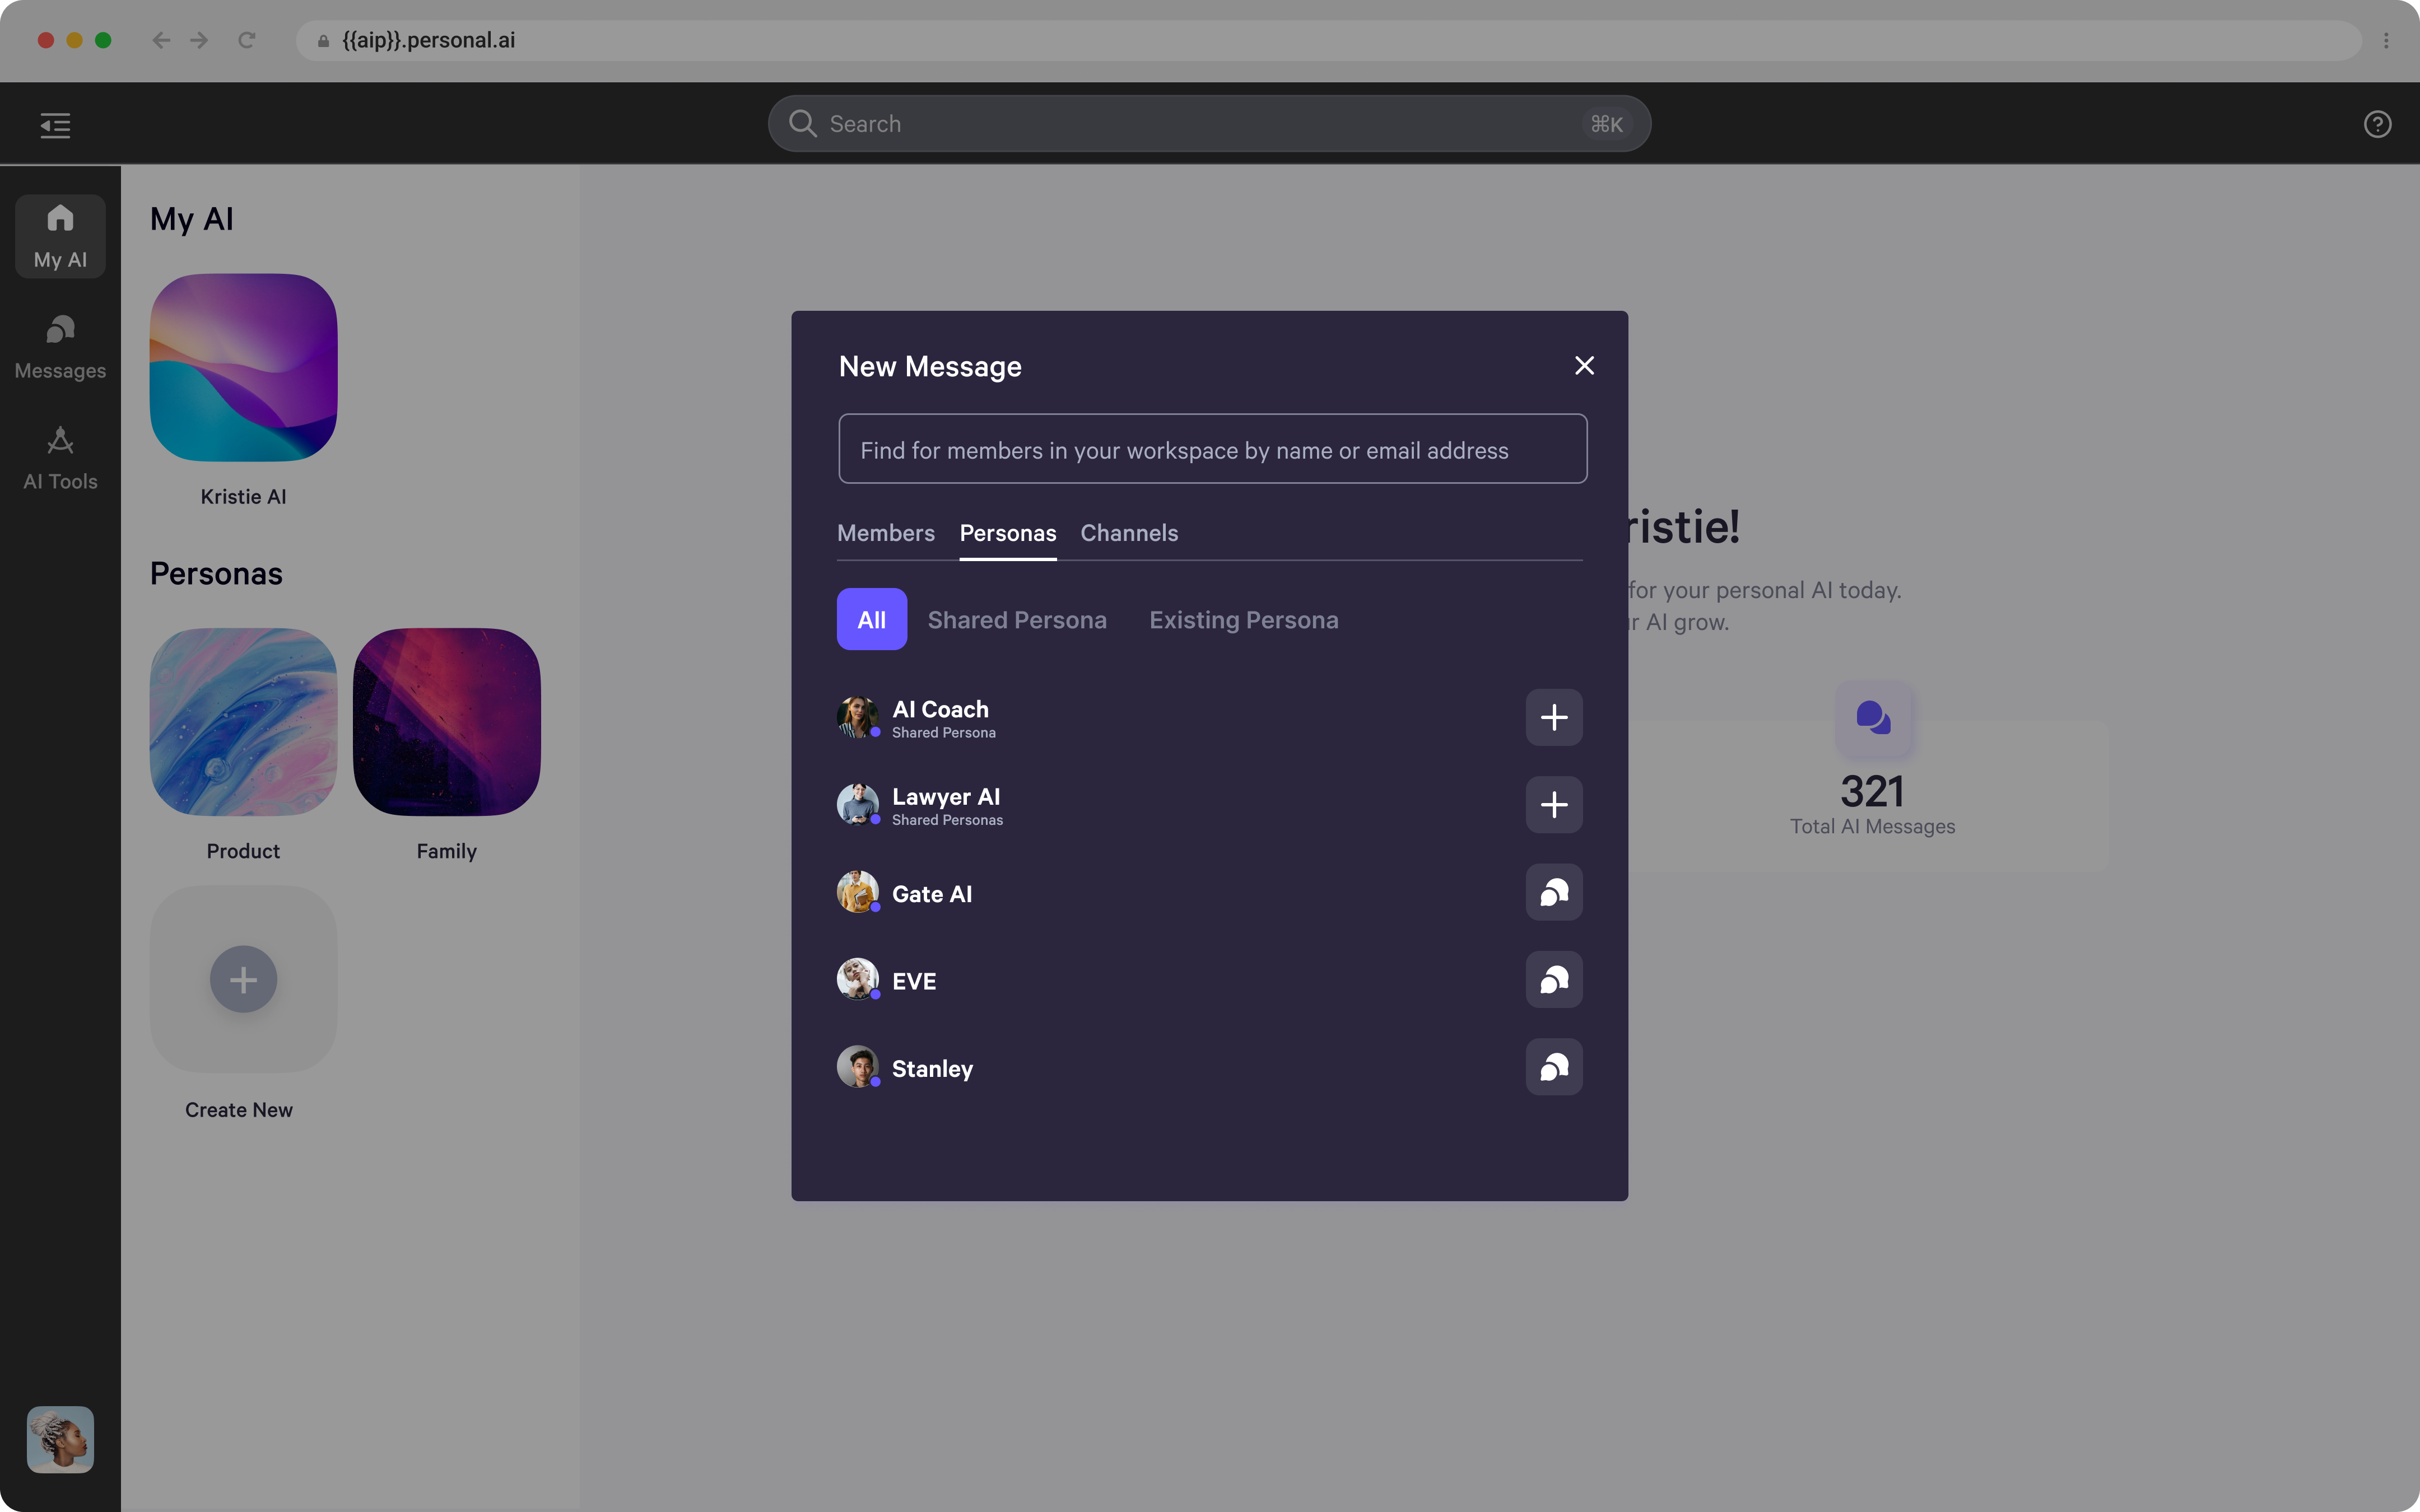 {{aip}}.personal.ai
Search
⌘K
My AI
Messages
AI Tools
My AI
Kristie AI
Personas
Product
Family
Create New
New Message
Find for members in your workspace by name or email address
Members Personas Channels
All Shared Persona Existing Persona
AI Coach
Shared Persona
Lawyer AI
Shared Personas
Gate AI
EVE
Stanley
ristie!
for your personal AI today.
r AI grow.
321
Total AI Messages